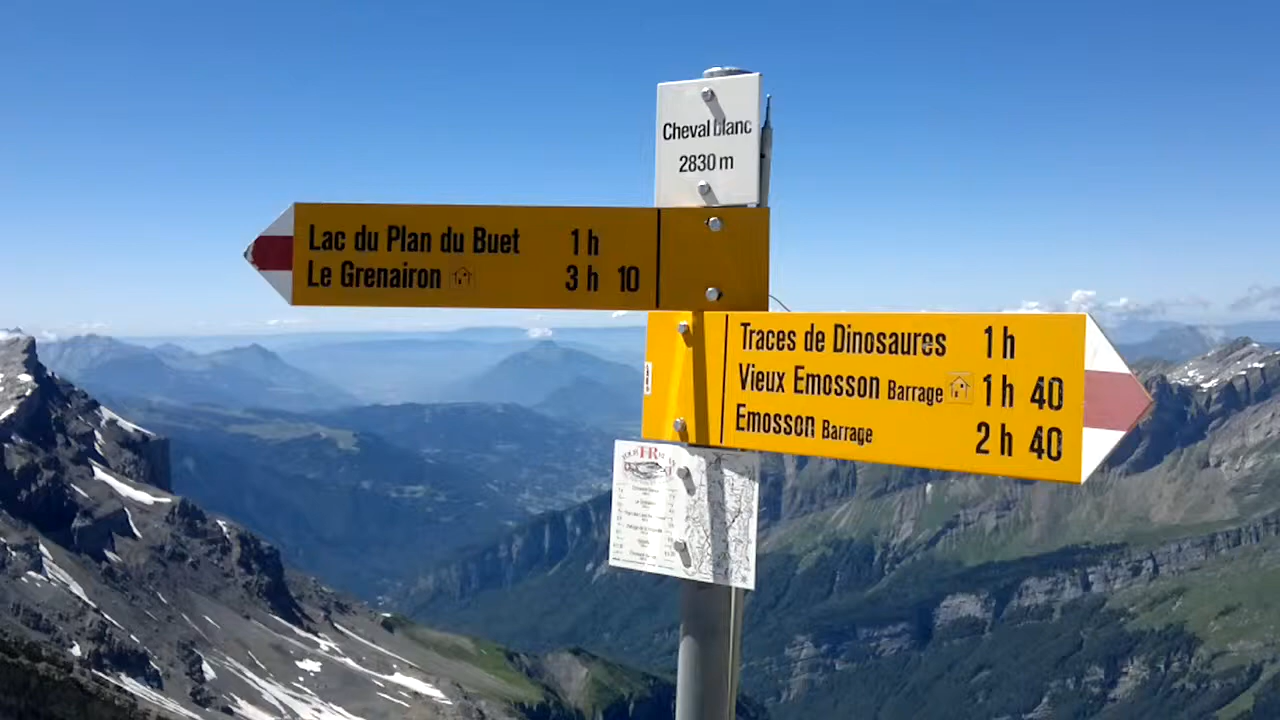 Cheval blanc
2830 m
Lac du Plan du Buet 1 h
Le Grenairon 3 h 10
Traces de Dinosaures 1 h
Vieux Emosson Barrage 1 h 40
Emosson Barrage 2 h 40